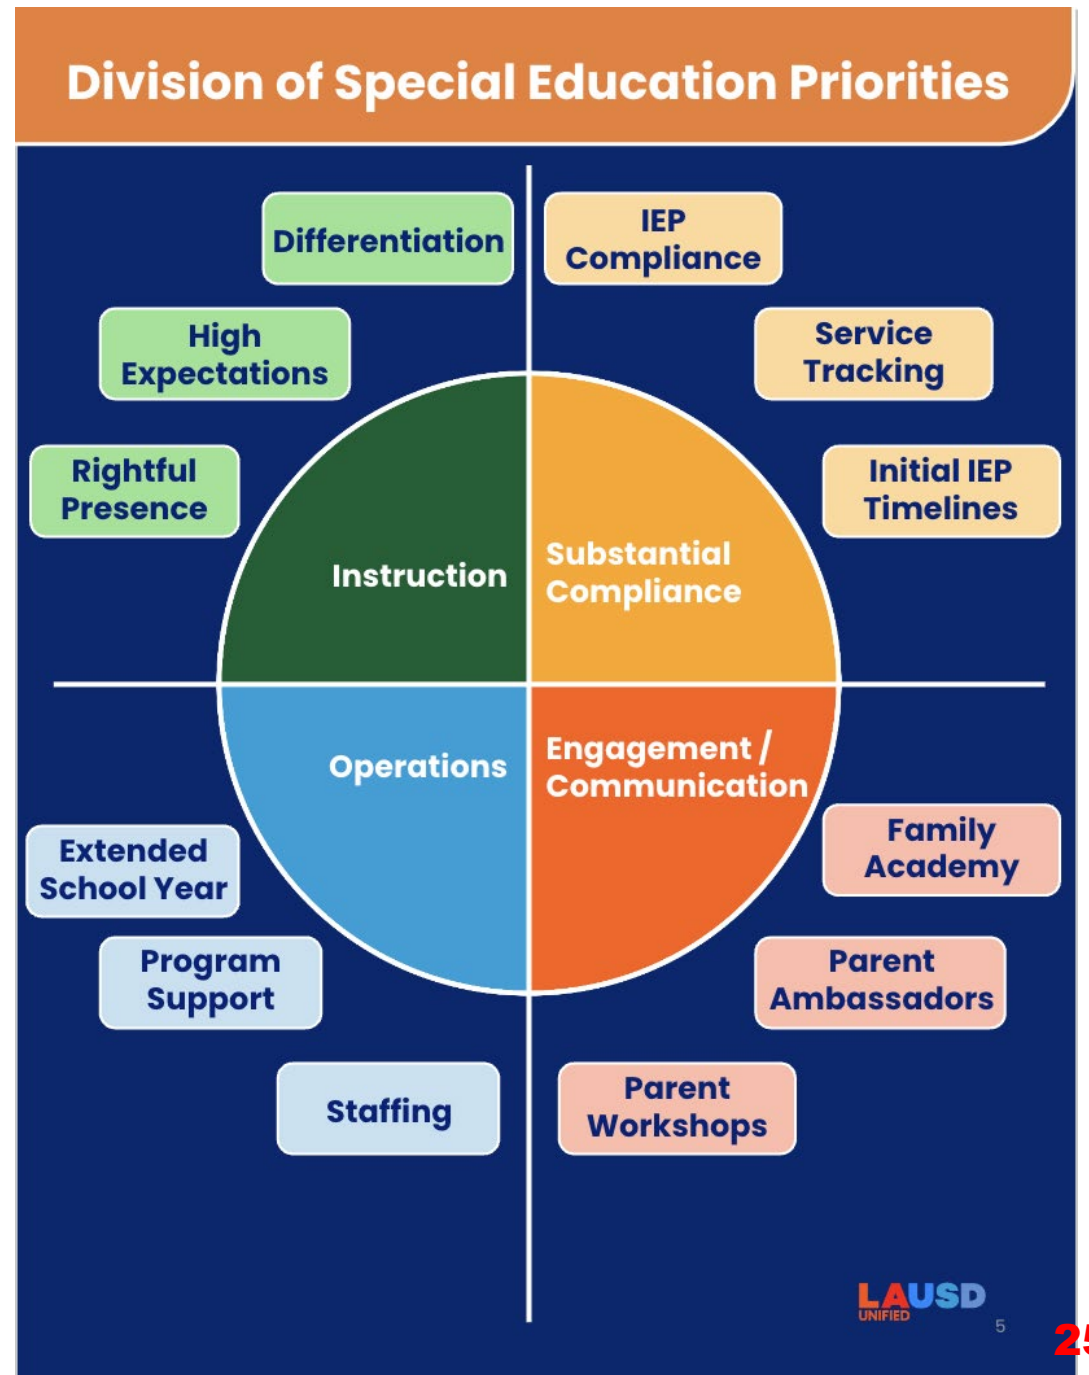 Division of Special Education Priorities
Differentiation
High
Expectations
Rightful
Presence
IEP
Compliance
Service
Tracking
Initial IEP
Timelines
Instruction
Substantial
Compliance
Operations
Engagement /
Communication
Extended
School Year
Program
Support
Staffing
Family
Academy
Parent
Ambassadors
Parent
Workshops
LAUSD
UNIFIED
5
25